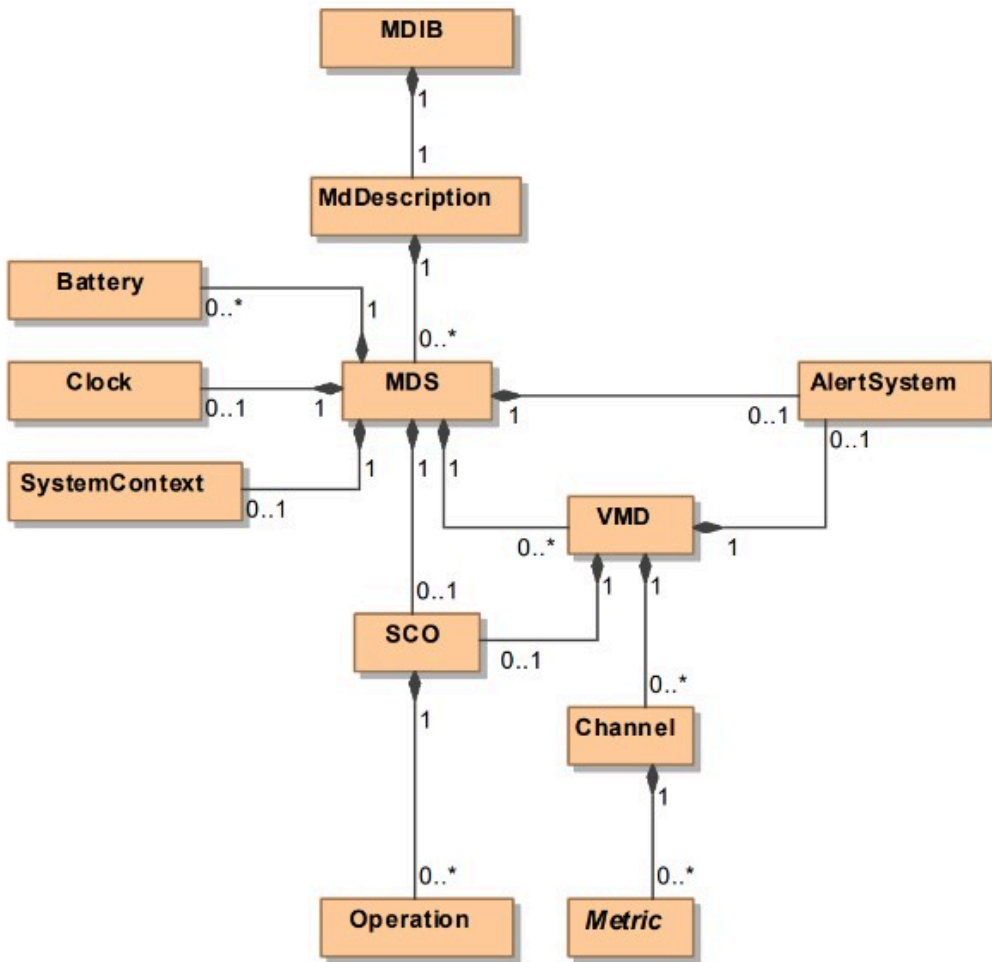 MDIB
1
1
MdDescription
1
Battery
0..*
1
0..*
Clock
MDS
AlertSystem
0..1
1
1
0..1
0..1
SystemContext
0..1
1
1
1
VMD
0..*
1
1
1
0..1
SCO
0..1
0..*
1
Channel
1
0..*
0..*
Operation
Metric